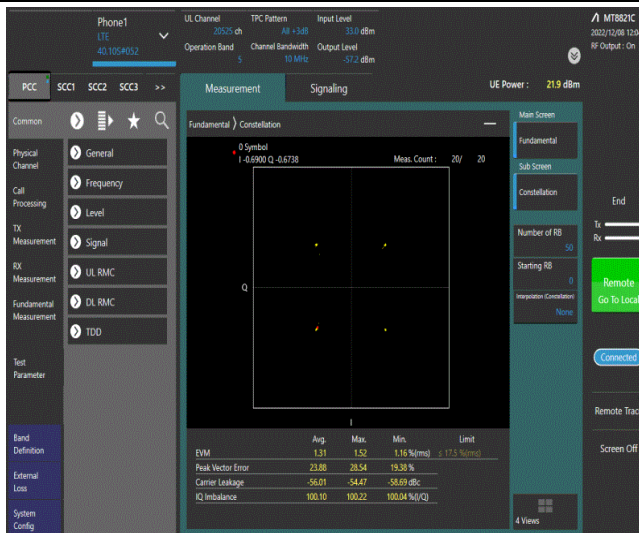 Phone1
LTE
40.105#052
UL Channel
20525 ch
TPC Pattern
All +3dB
Input Level
33.0 dBm
Operation Band
5
Channel Bandwidth
10 MHz
Output Level
-57.2 dBm
MT8821C
2022/12/08 12:04
RF Output : On
PCC SCC1 SCC2 SCC3 >>
Measurement
Signaling
UE Power : 21.9 dBm
Common
Physical
Channel
Call
Processing
TX
Measurement
RX
Measurement
Fundamental
Measurement
Test
Parameter
Band
Definition
External
Loss
System
Config
General
Frequency
Level
Signal
UL RMC
DL RMC
TDD
Fundamental Constellation
0 Symbol
I -0.6900 Q -0.6738
Meas. Count : 20/ 20
Q
I
Avg. Max. Min. Limit
EVM 1.31 1.52 1.16 %(rms) ≤ 17.5 %(rms)
Peak Vector Error 23.88 28.54 19.38 %
Carrier Leakage -56.01 -54.47 -58.69 dBc
IQ Imbalance 100.10 100.22 100.04 %(I/Q)
Main Screen
Fundamental
Sub Screen
Constellation
Number of RB
50
Starting RB
0
Interpolation (Constellation)
None
4 Views
End
Tx
Rx
Remote
Go To Local
Connected
Remote Trac
Screen Off